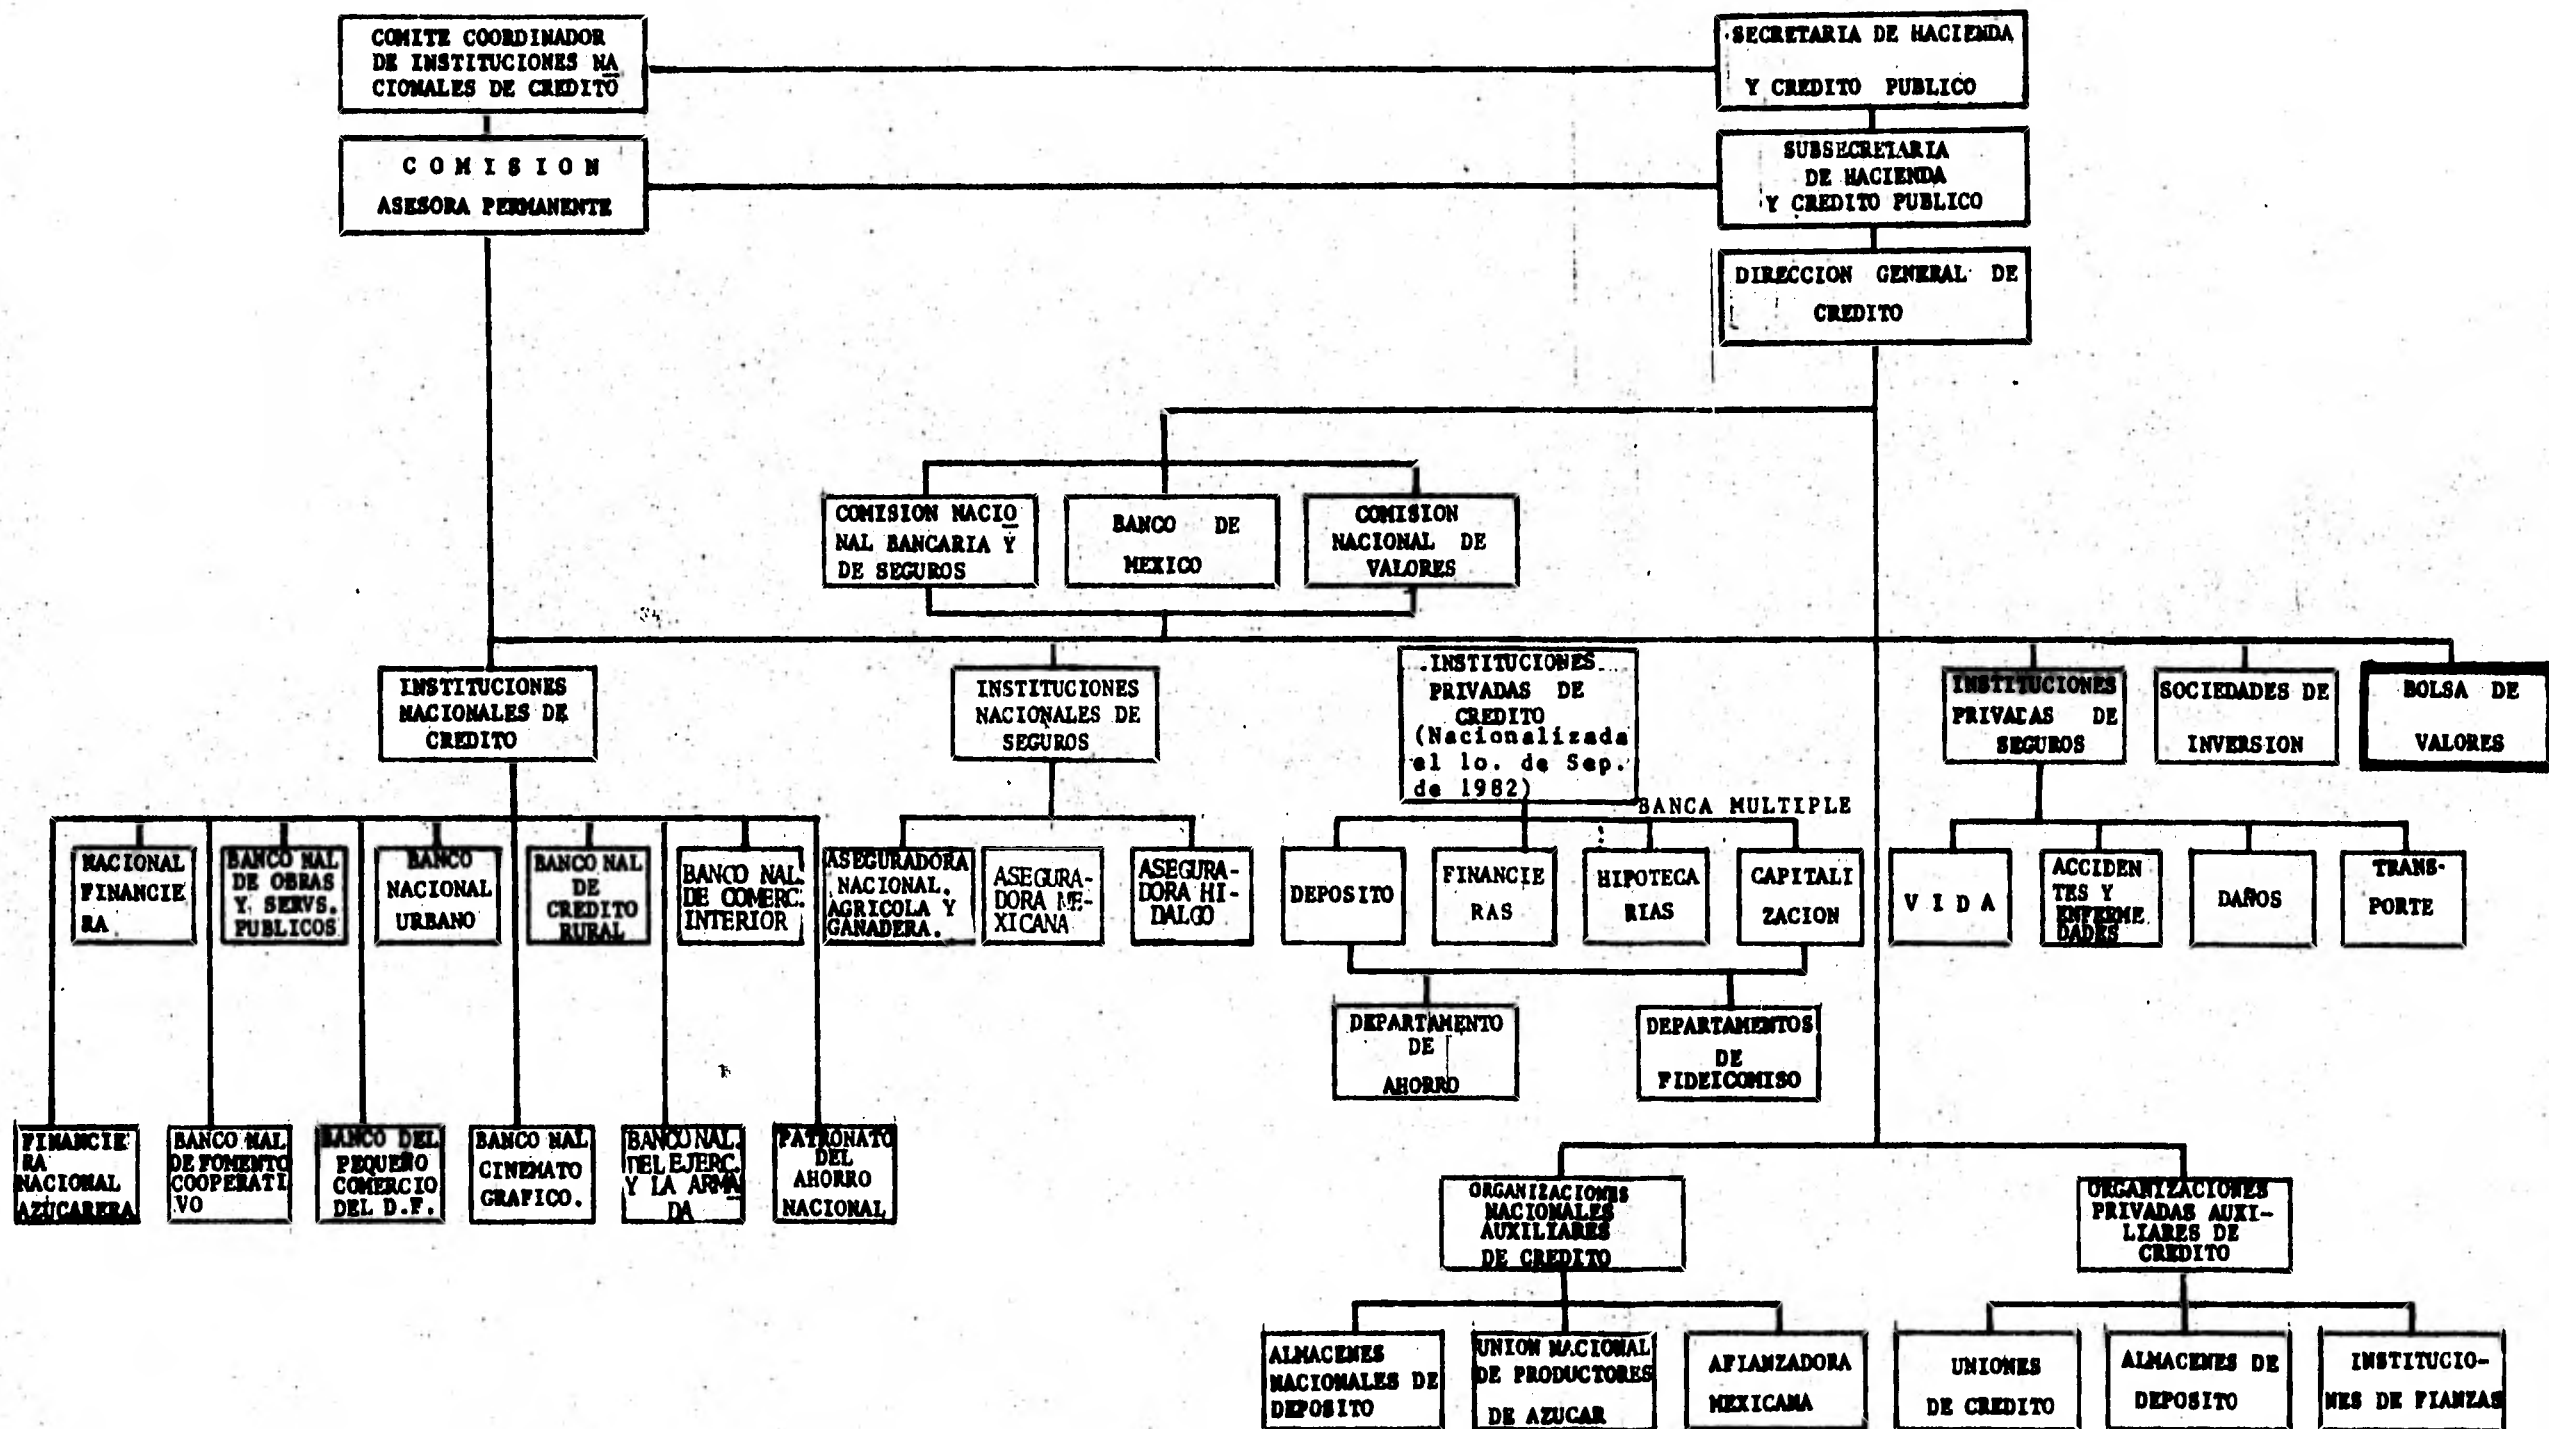 COMITE COORDINADOR
DE INSTITUCIONES NA
CIONALES DE CREDITO
SECRETARIA DE HACIENDA
Y CREDITO PUBLICO
C O M I S I O N
ASESORA PERMANENTE
SUBSECRETARIA
DE HACIENDA
Y CREDITO PUBLICO
DIRECCION GENERAL DE
CREDITO
COMISION NACIO
NAL BANCARIA Y
DE SEGUROS
BANCO DE
MEXICO
COMISION
NACIONAL DE
VALORES
INSTITUCIONES
NACIONALES DE
CREDITO
INSTITUCIONES
NACIONALES DE
SEGUROS
INSTITUCIONES
PRIVADAS DE
CREDITO
(Nacionalizada
el 1o. de Sep.
de 1982)
BANCA MULTIPLE
INSTITUCIONES
PRIVADAS DE
SEGUROS
SOCIEDADES DE
INVERSION
BOLSA DE
VALORES
NACIONAL
FINANCIE
RA
BANCO NAL
DE OBRAS
Y SERVS.
PUBLICOS
BANCO
NACIONAL
URBANO
BANCO NAL
DE
CREDITO
RURAL
BANCO NAL.
DE COMERC.
INTERIOR
ASEGURADORA
NACIONAL.
AGRICOLA Y
GANADERA.
ASEGURA-
DORA ME-
XICANA
ASEGURA-
DORA HI-
DALGO
DEPOSITO
FINANCIE
RAS
HIPOTECA
RIAS
CAPITALI
ZACION
V I D A
ACCIDEN
TES Y
ENFERME
DADES
DAÑOS
TRANS-
PORTE
DEPARTAMENTO
DE
AHORRO
DEPARTAMENTOS
DE
FIDEICOMISO
FINANCIE
RA
NACIONAL
AZUCARERA
BANCO NAL
DE FOMENTO
COOPERATI
VO
BANCO DEL
PEQUEÑO
COMERCIO
DEL D.F.
BANCO NAL
CINEMATO
GRAFICO.
BANCO NAL.
DEL EJERC.
Y LA ARMA
DA
PATRONATO
DEL
AHORRO
NACIONAL
ORGANIZACIONES
NACIONALES
AUXILIARES
DE CREDITO
ORGANIZACIONES
PRIVADAS AUXI-
LIARES DE
CREDITO
ALMACENES
NACIONALES DE
DEPOSITO
UNION NACIONAL
DE PRODUCTORES
DE AZUCAR
AFIANZADORA
MEXICANA
UNIONES
DE CREDITO
ALMACENES DE
DEPOSITO
INSTITUCIO-
NES DE FIANZAS